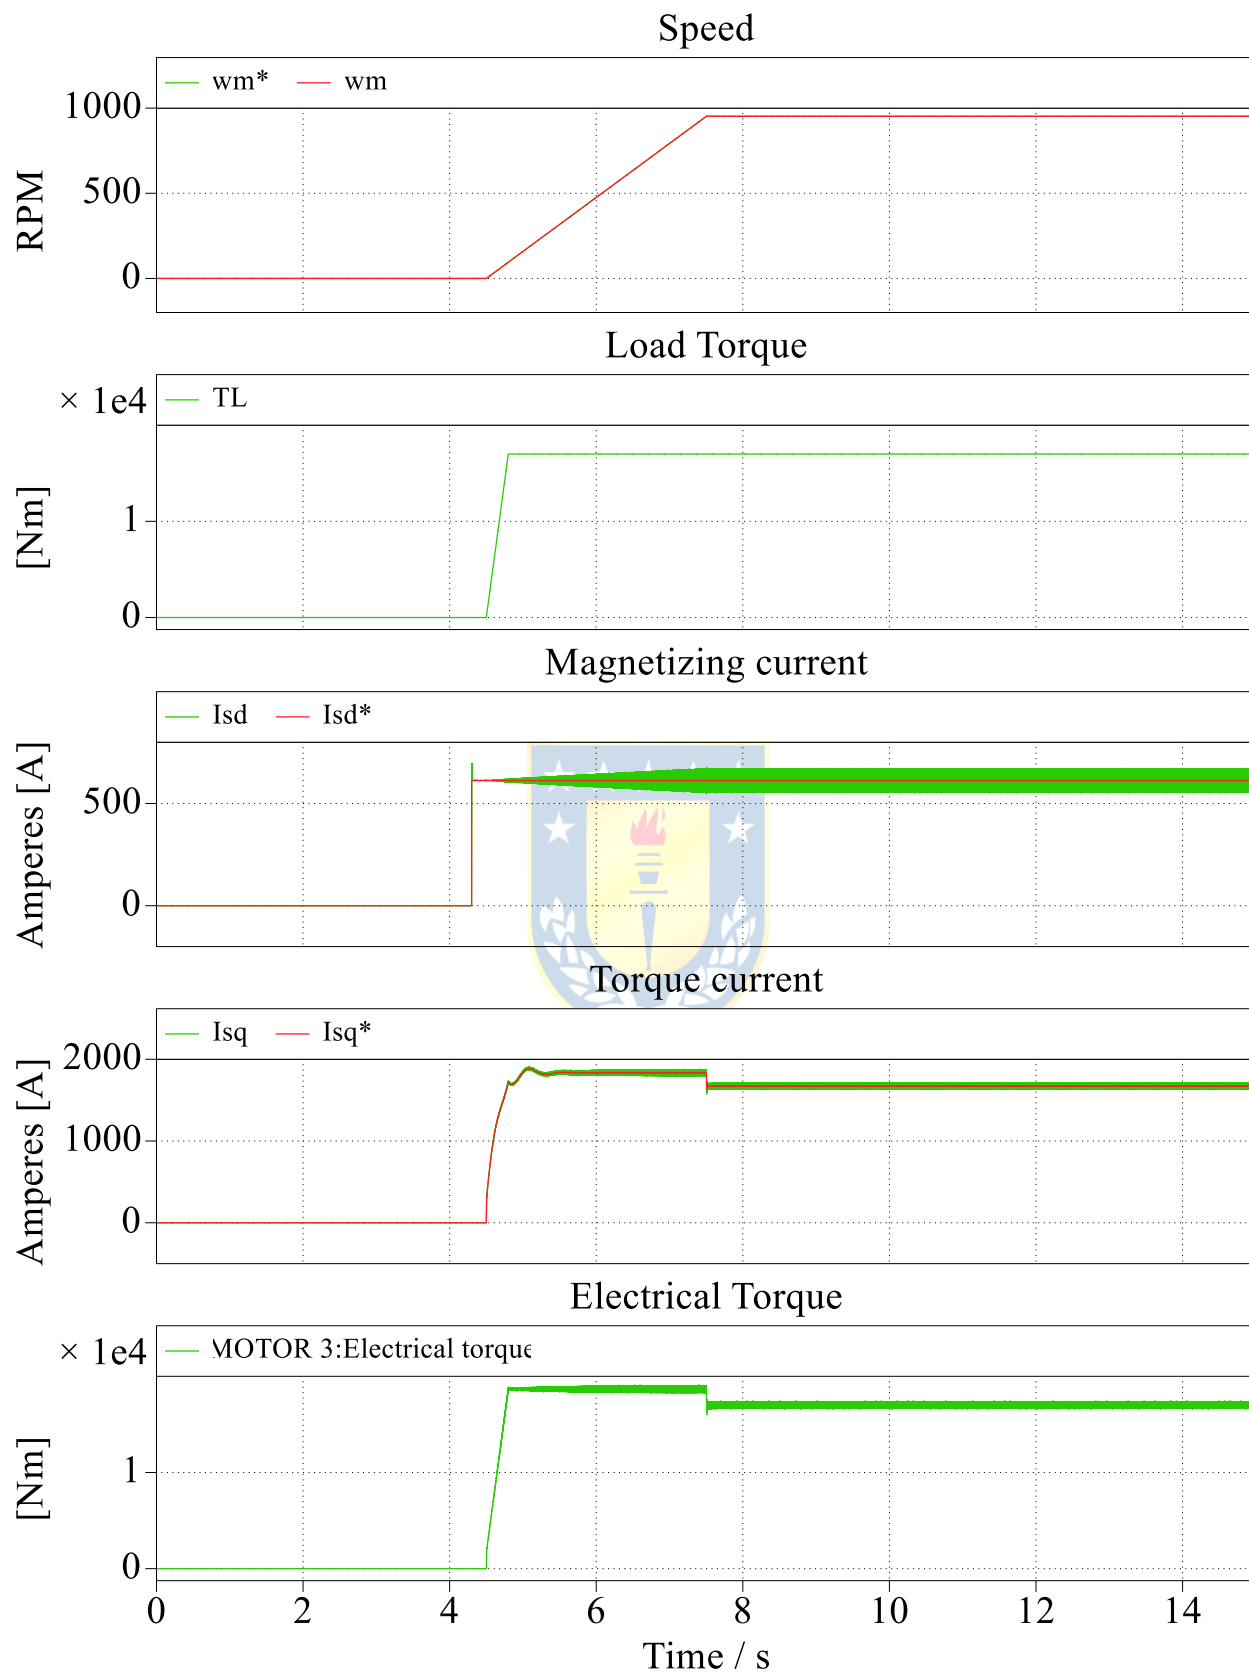 Speed
wm* wm
1000
500
0
RPM
Load Torque
× 1e4
TL
1
0
[Nm]
Magnetizing current
Isd Isd*
500
0
Amperes [A]
Torque current
Isq Isq*
2000
1000
0
Amperes [A]
Electrical Torque
× 1e4
MOTOR 3:Electrical torque
1
0
[Nm]
0 2 4 6 8 10 12 14
Time / s